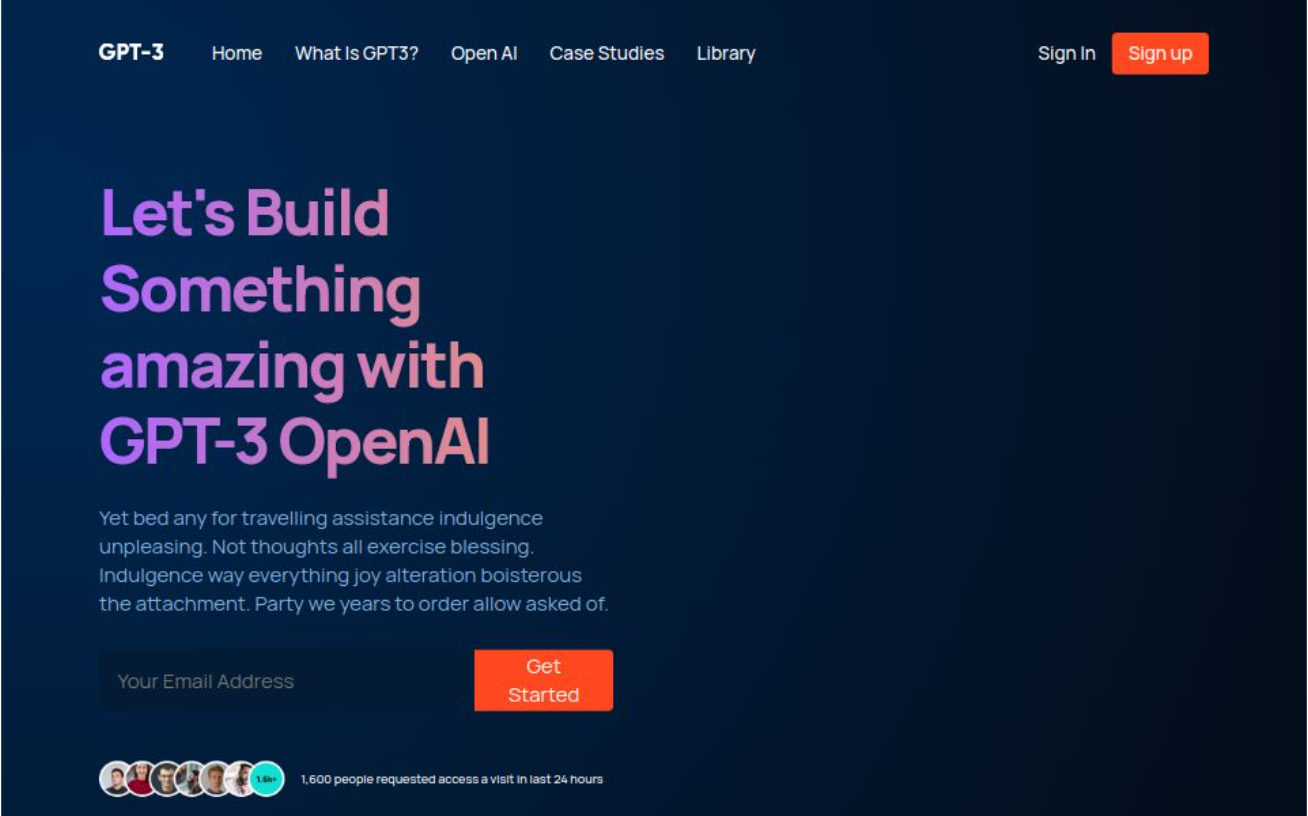 GPT-3 Home What Is GPT3? Open AI Case Studies Library Sign In Sign up
Let's Build
Something
amazing with
GPT-3 OpenAI
Yet bed any for travelling assistance indulgence
unpleasing. Not thoughts all exercise blessing.
Indulgence way everything joy alteration boisterous
the attachment. Party we years to order allow asked of.
Your Email Address
Get
Started
1.6k+
1,600 people requested access a visit in last 24 hours